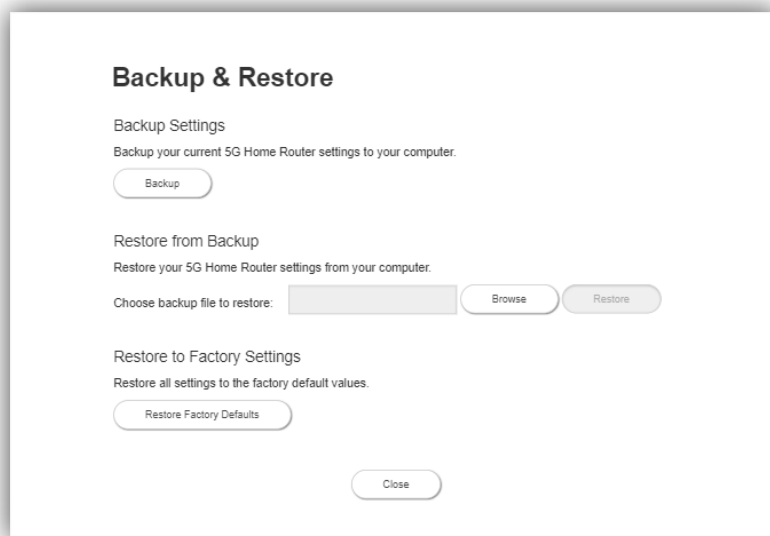 Backup & Restore
Backup Settings
Backup your current 5G Home Router settings to your computer.
Backup
Restore from Backup
Restore your 5G Home Router settings from your computer.
Choose backup file to restore: Browse Restore
Restore to Factory Settings
Restore all settings to the factory default values.
Restore Factory Defaults
Close